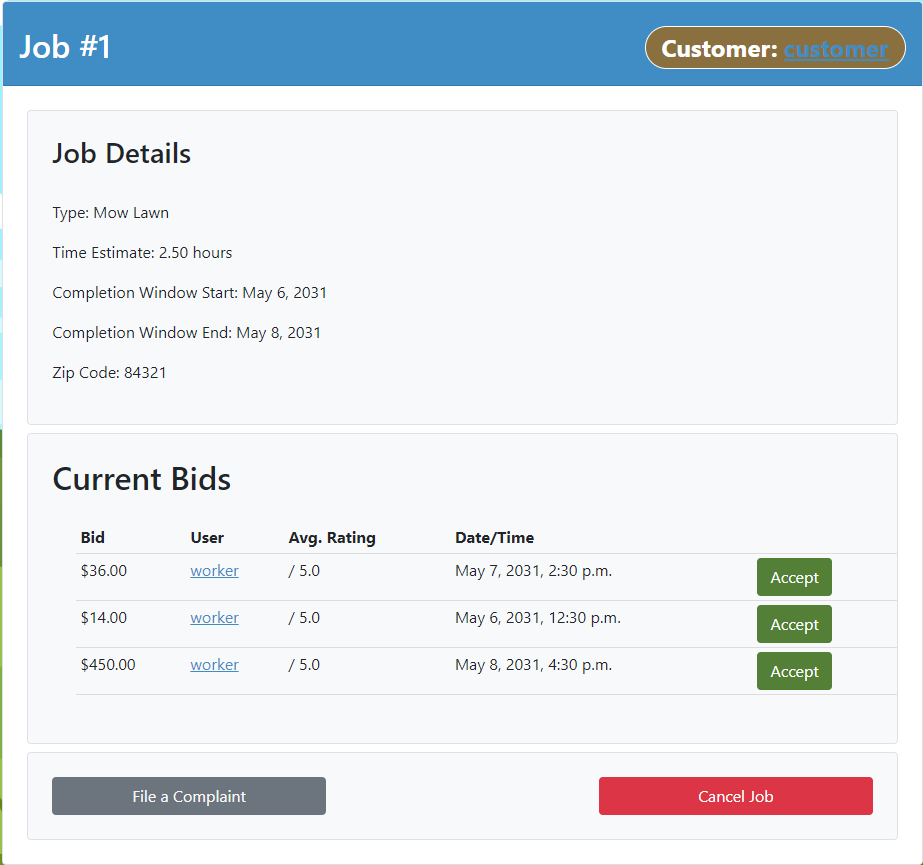 Job #1
Customer: customer
Job Details
Type: Mow Lawn
Time Estimate: 2.50 hours
Completion Window Start: May 6, 2031
Completion Window End: May 8, 2031
Zip Code: 84321
Current Bids
Bid User Avg. Rating Date/Time
$36.00 worker / 5.0 May 7, 2031, 2:30 p.m. Accept
$14.00 worker / 5.0 May 6, 2031, 12:30 p.m. Accept
$450.00 worker / 5.0 May 8, 2031, 4:30 p.m. Accept
File a Complaint Cancel Job